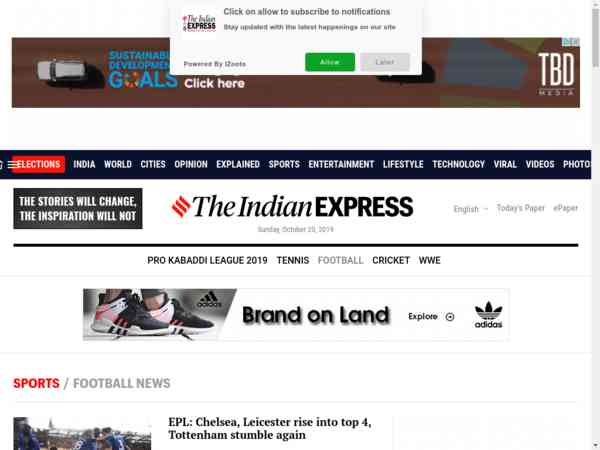 Click on allow to subscribe to notifications
Stay updated with the latest happenings on our site
The Indian
EXPRESS
Powered By iZooto
Allow
Later
SUSTAINABLE
DEVELOPMENT
GOALS
Click here
TBD
MEDIA
ELECTIONS INDIA WORLD CITIES OPINION EXPLAINED SPORTS ENTERTAINMENT LIFESTYLE TECHNOLOGY VIRAL VIDEOS PHOTOS
THE STORIES WILL CHANGE,
THE INSPIRATION WILL NOT
The Indian EXPRESS
Sunday, October 20, 2019
English Today's Paper ePaper
PRO KABADDI LEAGUE 2019 TENNIS FOOTBALL CRICKET WWE
adidas
Brand on Land
Explore
adidas
SPORTS / FOOTBALL NEWS
EPL: Chelsea, Leicester rise into top 4,
Tottenham stumble again